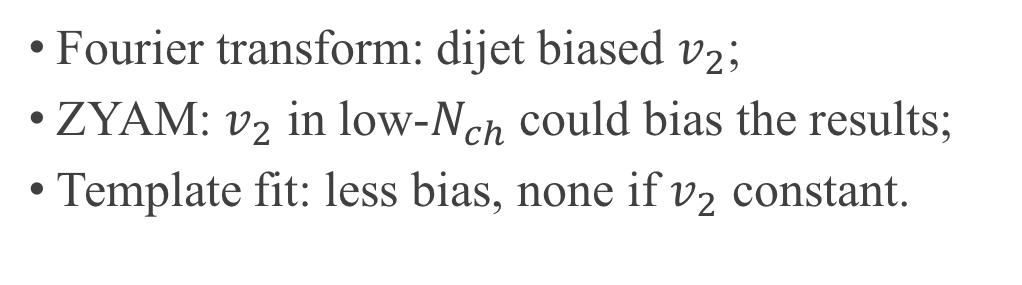 • Fourier transform: dijet biased 𝑣₂;
• ZYAM: 𝑣₂ in low-𝑁𝑐ℎ could bias the results;
• Template fit: less bias, none if 𝑣₂ constant.